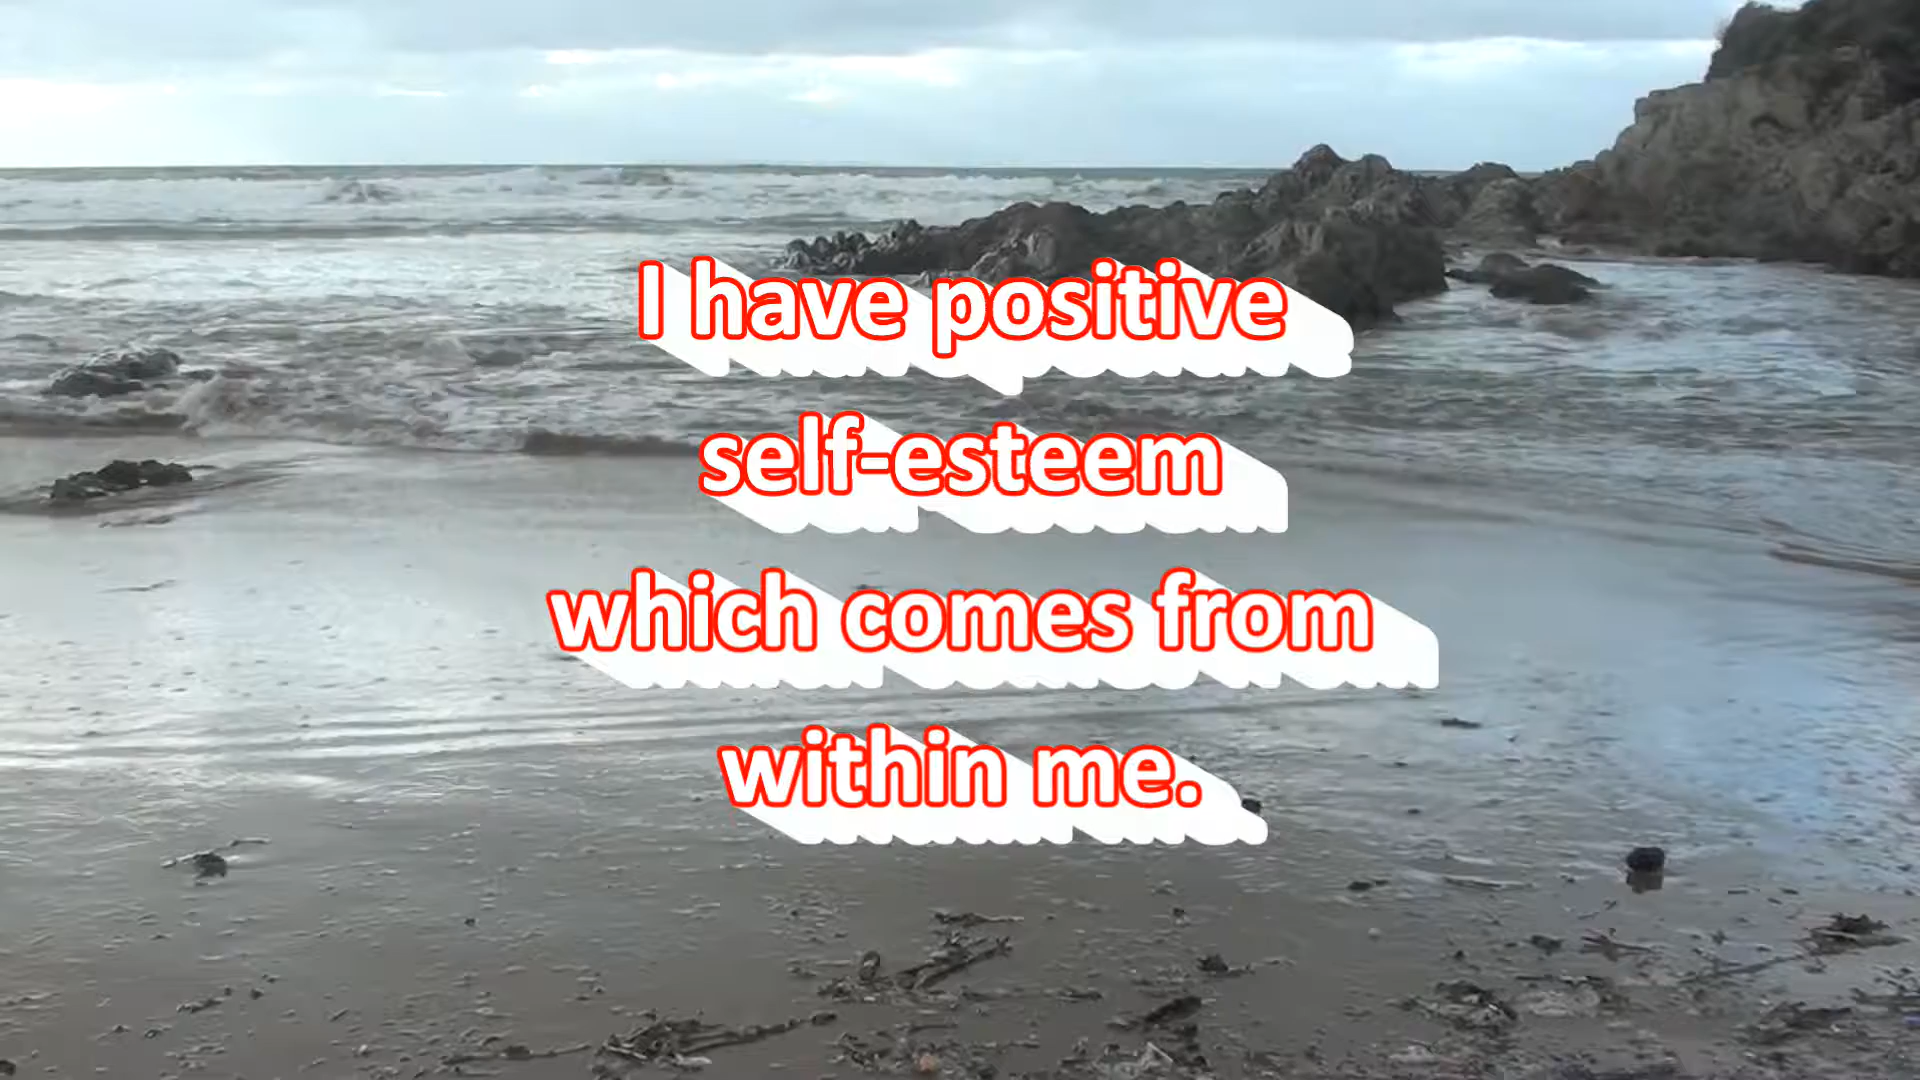 I have positive
self-esteem
which comes from
within me.